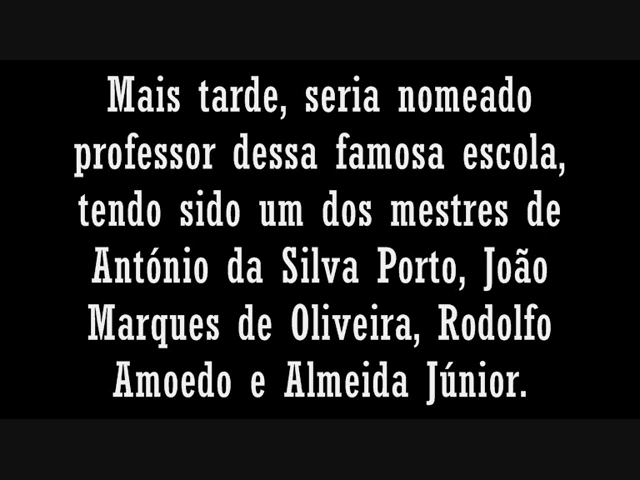 Mais tarde, seria nomeado
professor dessa famosa escola,
tendo sido um dos mestres de
António da Silva Porto, João
Marques de Oliveira, Rodolfo
Amoedo e Almeida Júnior.